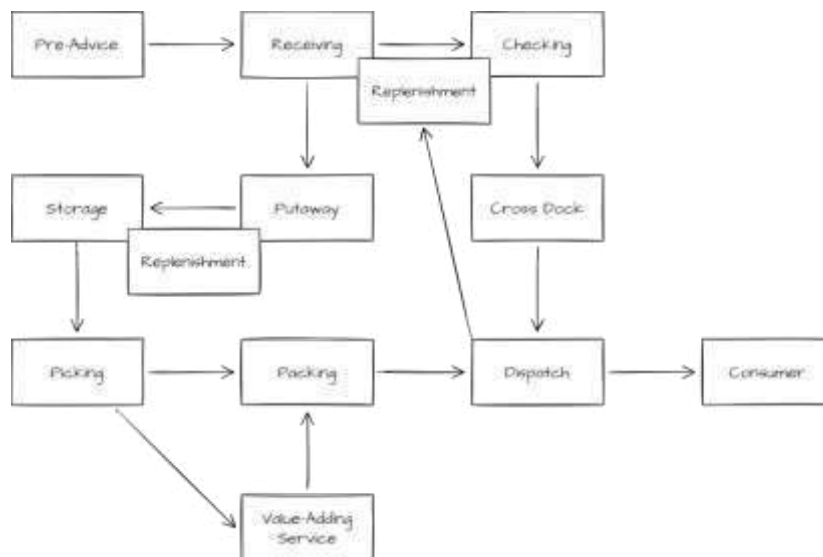 Pre-Advice
Receiving
Checking
Replenishment
Storage
Putaway
Cross Dock
Replenishment
Picking
Packing
Dispatch
Consumer
Value-Adding
Service